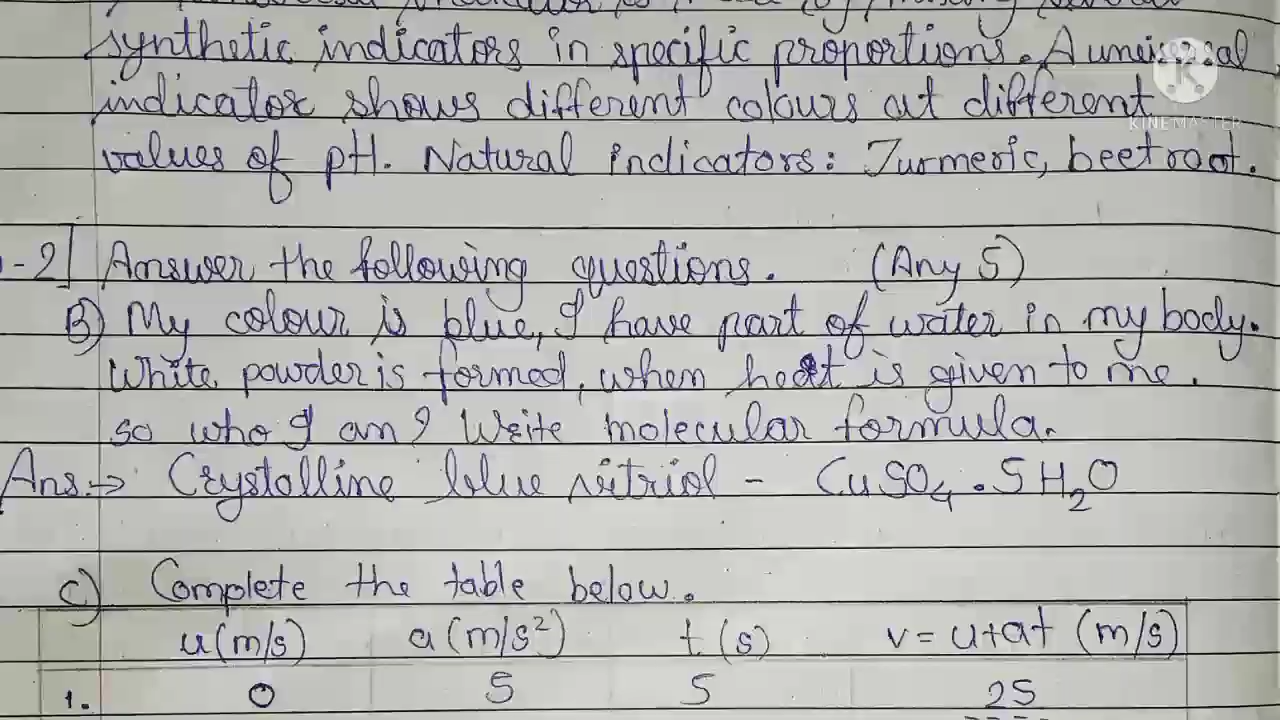 synthetic indicators in specific proportions. A universal
indicator shows different colours at different
values of pH. Natural indicators: Turmeric, beetroot.
-2] Answer the following questions. (Any 5)
B) My colour is blue, I have part of water in my body.
White powder is formed, when heat is given to me.
so who I am? Write molecular formula.
Ans.→ Crystalline blue vitriol - CuSO₄.5H₂O
C) Complete the table below.
u(m/s) a(m/s²) t(s) v=u+at (m/s)
1. 0 5 5 25
KINEMASTER